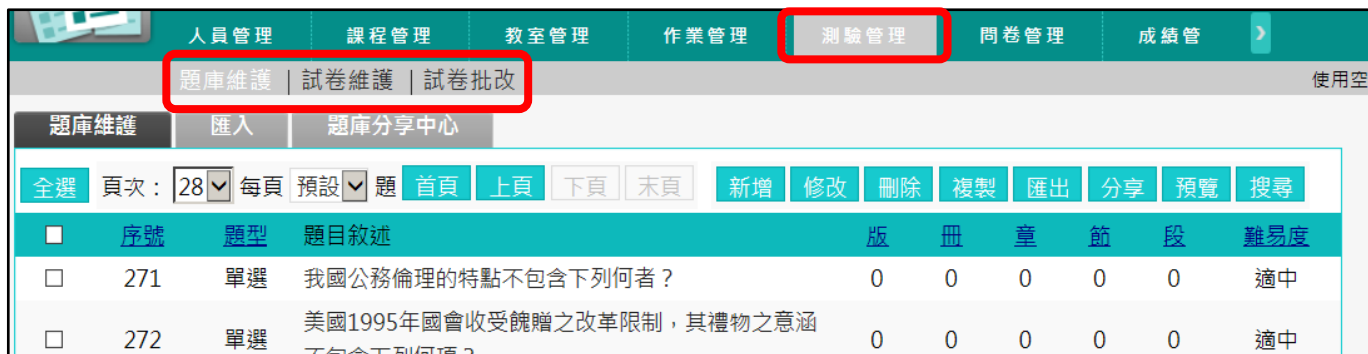 人員管理 課程管理 教室管理 作業管理 測驗管理 問卷管理 成績管 >
題庫維護 | 試卷維護 | 試卷批改 使用空
題庫維護 匯入 題庫分享中心
全選 頁次： 28 每頁 預設 題 首頁 上頁 下頁 末頁 新增 修改 刪除 複製 匯出 分享 預覽 搜尋
序號 題型 題目敘述 版 冊 章 節 段 難易度
271 單選 我國公務倫理的特點不包含下列何者？ 0 0 0 0 0 適中
美國1995年國會收受餽贈之改革限制，其禮物之意涵
272 單選 0 0 0 0 0 適中
不包含下列何項？